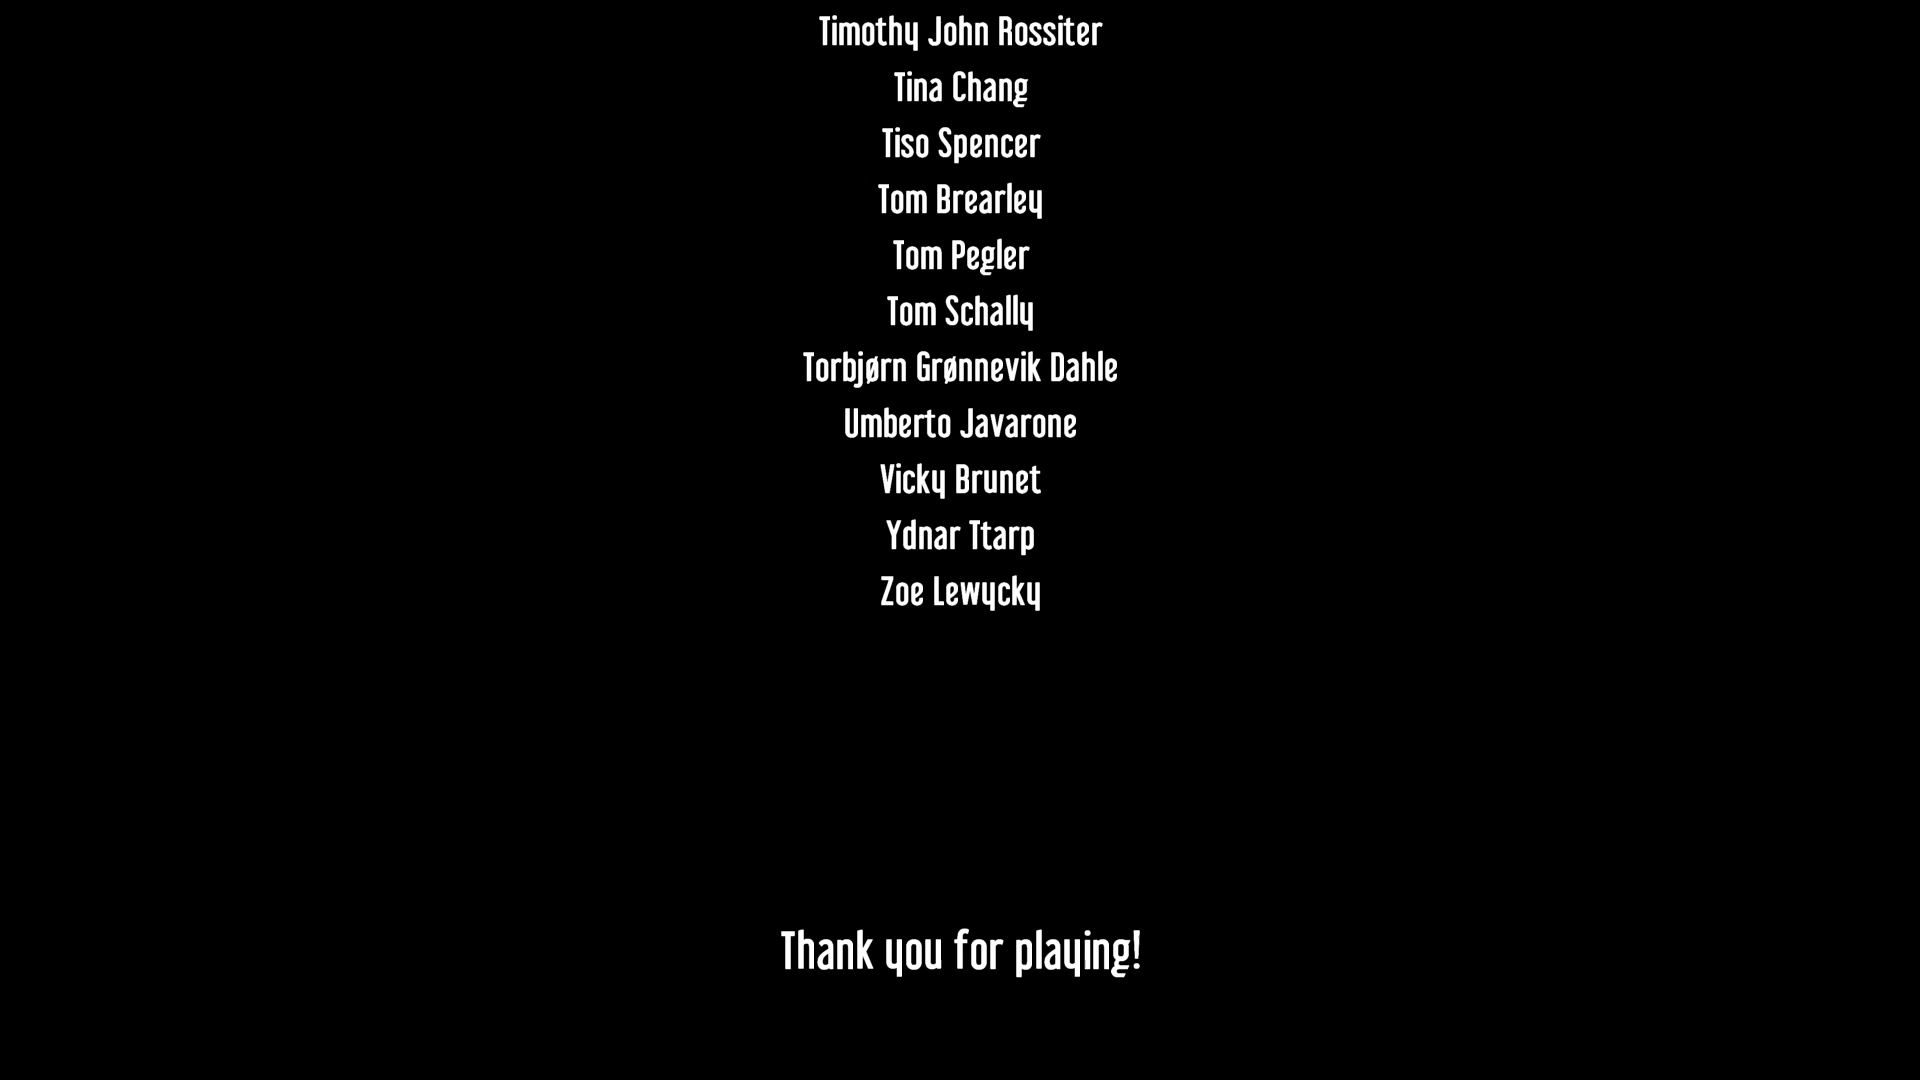 Timothy John Rossiter
Tina Chang
Tiso Spencer
Tom Brearley
Tom Pegler
Tom Schally
Torbjørn Grønnevik Dahle
Umberto Javarone
Vicky Brunet
Ydnar Ttarp
Zoe Lewycky
Thank you for playing!